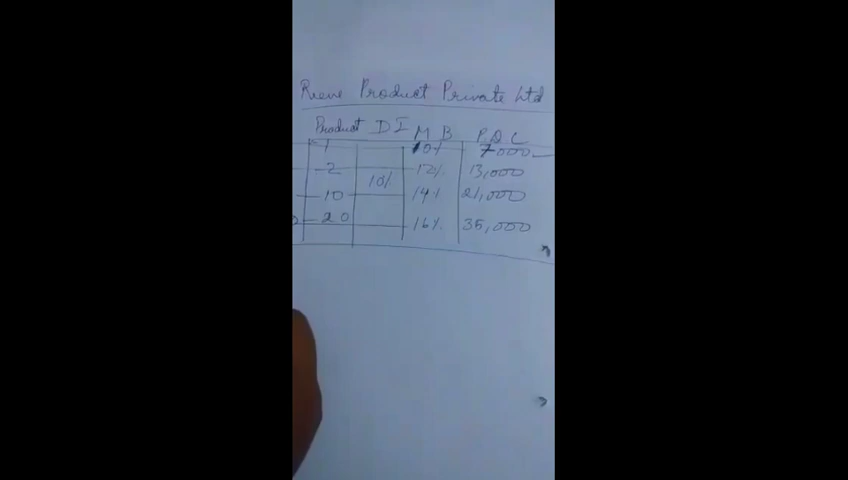 Rieve Product Private Ltd
Product DI MB P.D.C
1 10% 7000
2 12% 13,000
10% 
10 14% 21,000
20 16% 35,000